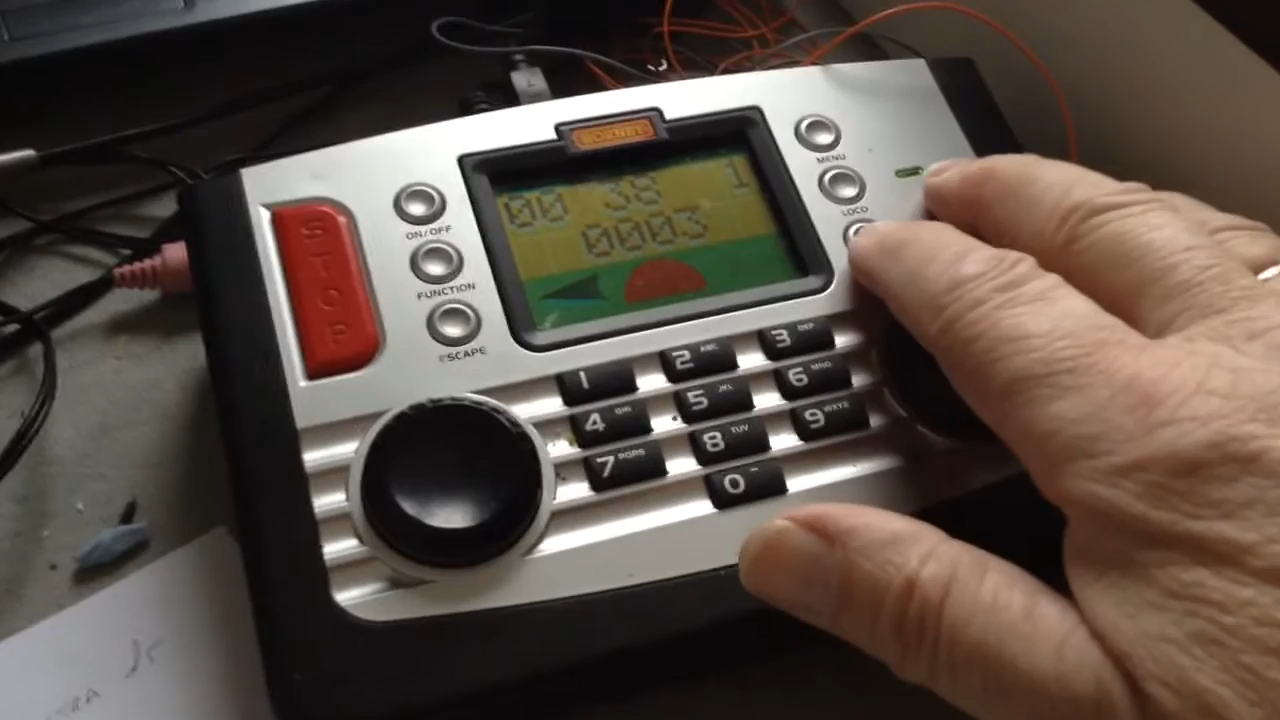 HORNBY
STOP
ON/OFF
FUNCTION
ESCAPE
00 38 1
0003
MENU
LOCO
1
2 ABC
3 DEF
4 GHI
5 JKL
6 MNO
7 PQRS
8 TUV
9 WXYZ
0